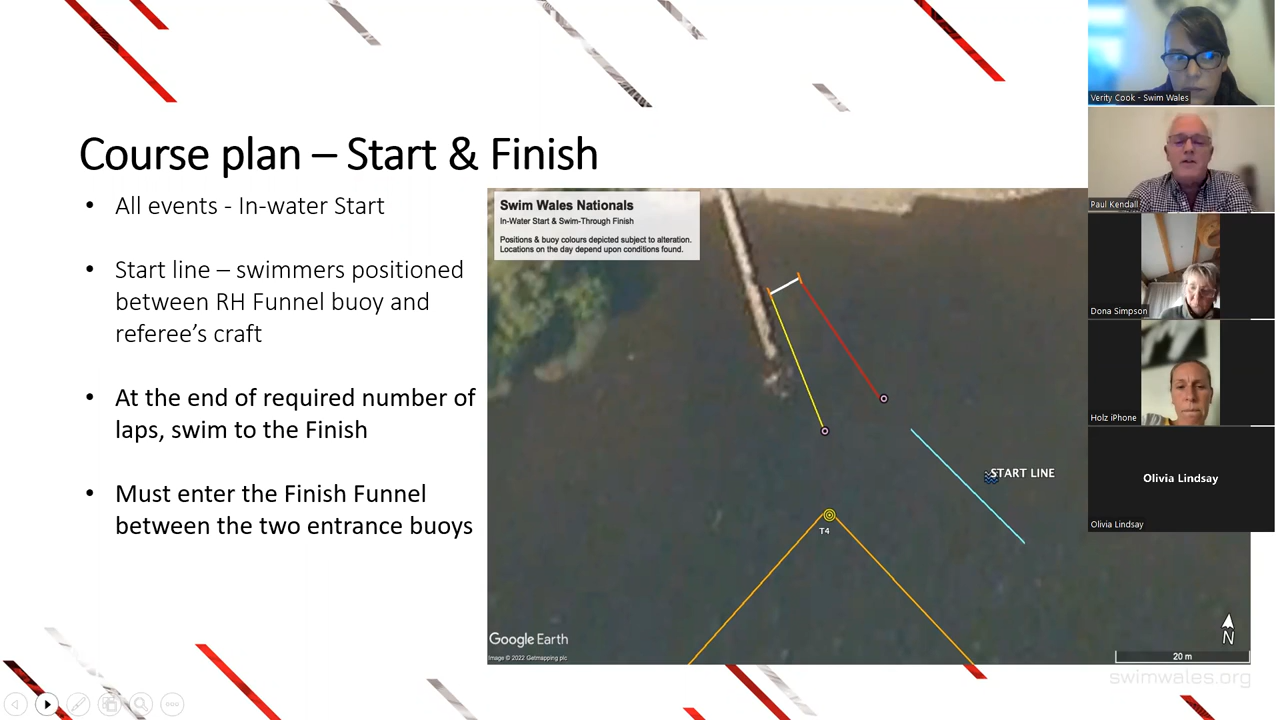 Course plan – Start & Finish
• All events - In-water Start
• Start line – swimmers positioned
between RH Funnel buoy and
referee's craft
• At the end of required number of
laps, swim to the Finish
• Must enter the Finish Funnel
between the two entrance buoys
Swim Wales Nationals
In-Water Start & Swim-Through Finish
Positions & buoy colours depicted subject to alteration.
Locations on the day depend upon conditions found.
START LINE
T4
Google Earth
Image © 2022 Getmapping plc
N
20 m
swimwales.org
Verity Cook - Swim Wales
Paul Kendall
Dona Simpson
Holz iPhone
Olivia Lindsay
Olivia Lindsay